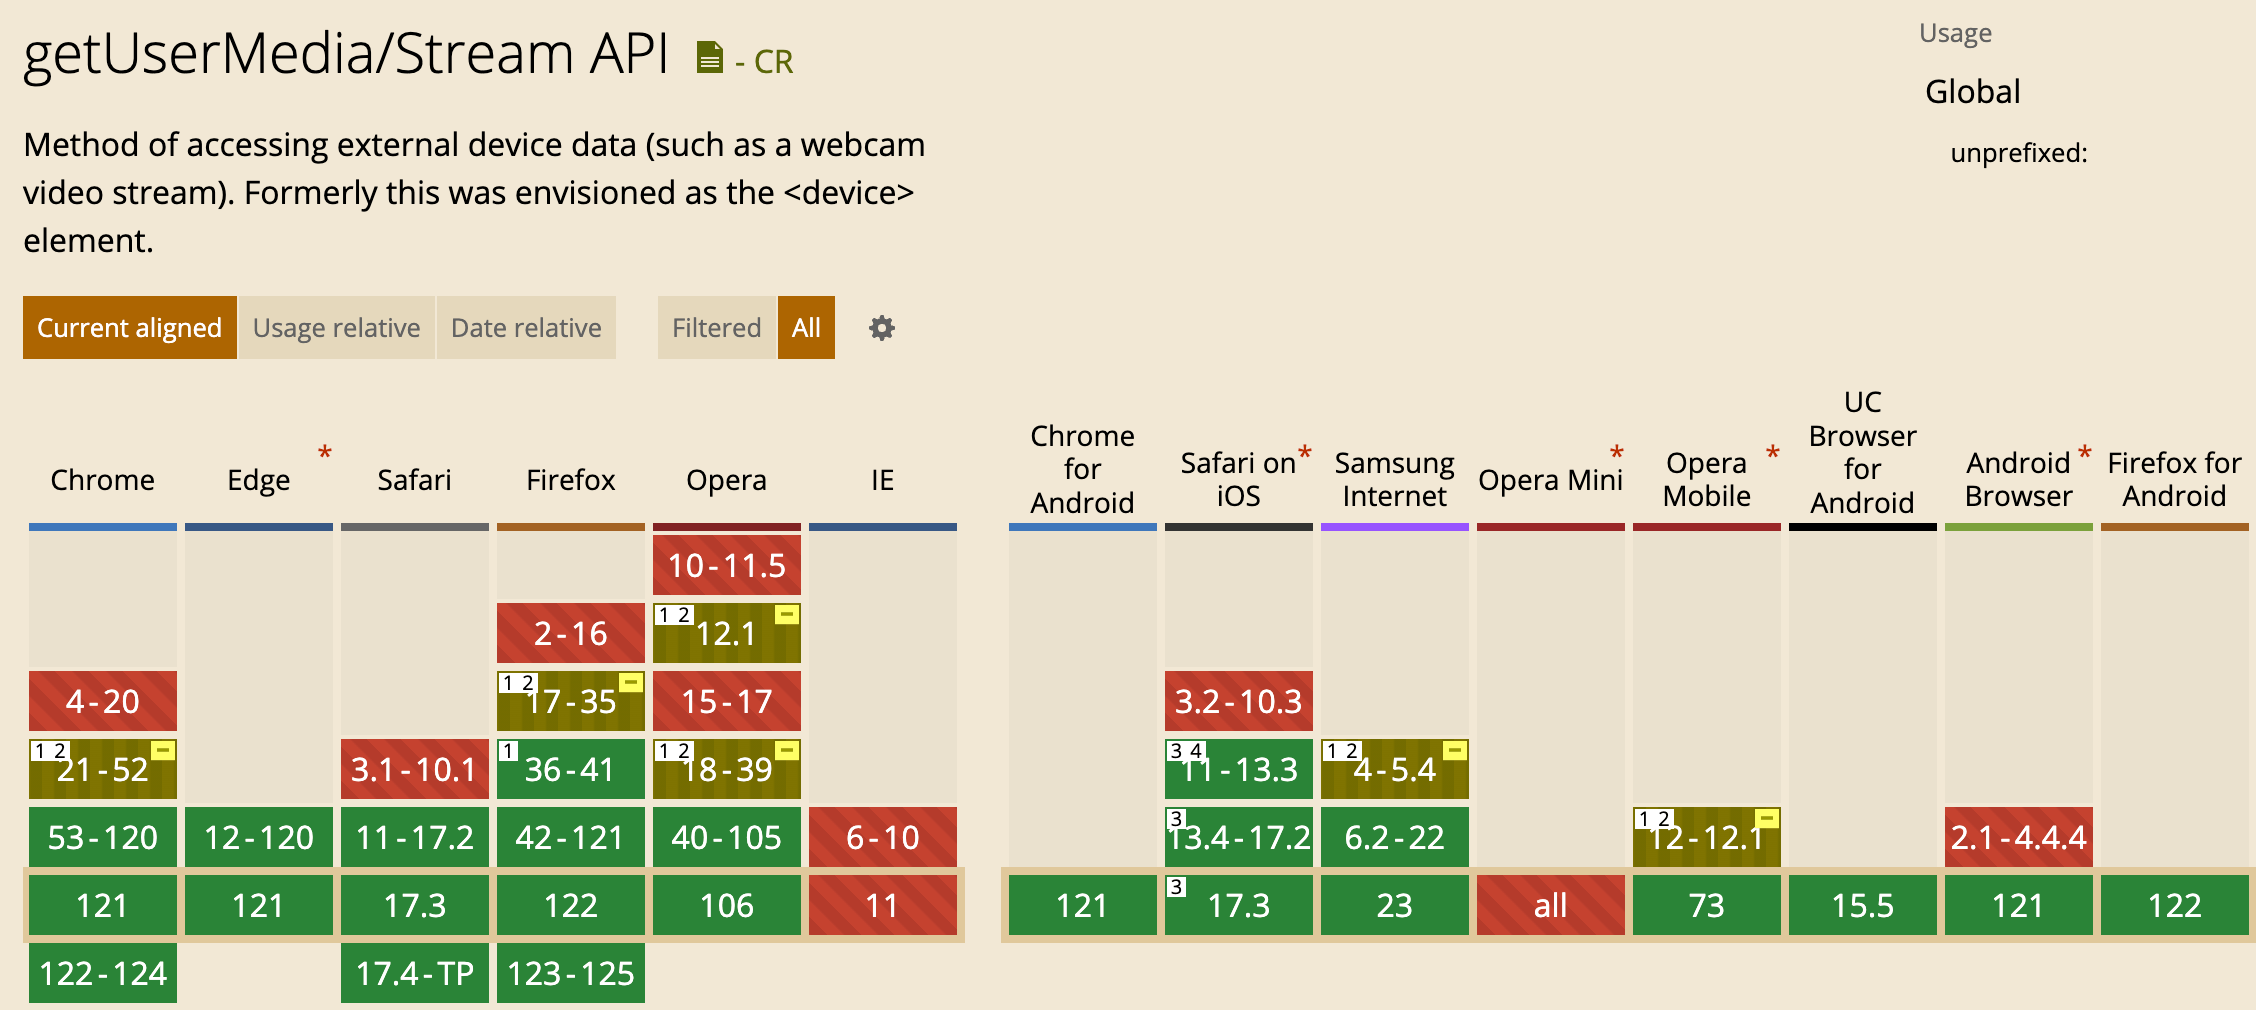 getUserMedia/Stream API - CR
Usage
Global
unprefixed:
Method of accessing external device data (such as a webcam
video stream). Formerly this was envisioned as the <device>
element.
Current aligned Usage relative Date relative Filtered All
Chrome Edge * Safari Firefox Opera IE Chrome for Android Safari on iOS * Samsung Internet Opera Mini * Opera Mobile * UC Browser for Android Android Browser * Firefox for Android
10-11.5
2-16 1 2 12.1 -
4-20 1 2 17-35 - 15-17 3.2-10.3
1 2 21-52 - 3.1-10.1 1 36-41 1 2 18-39 - 3 4 11-13.3 1 2 4-5.4 -
53-120 12-120 11-17.2 42-121 40-105 6-10 3 13.4-17.2 6.2-22 1 2 12-12.1 - 2.1-4.4.4
121 121 17.3 122 106 11 121 3 17.3 23 all 73 15.5 121 122
122-124 17.4-TP 123-125